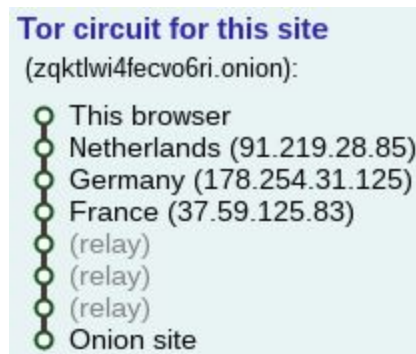 Tor circuit for this site
(zqktlwi4fecvo6ri.onion):
This browser
Netherlands (91.219.28.85)
Germany (178.254.31.125)
France (37.59.125.83)
(relay)
(relay)
(relay)
Onion site